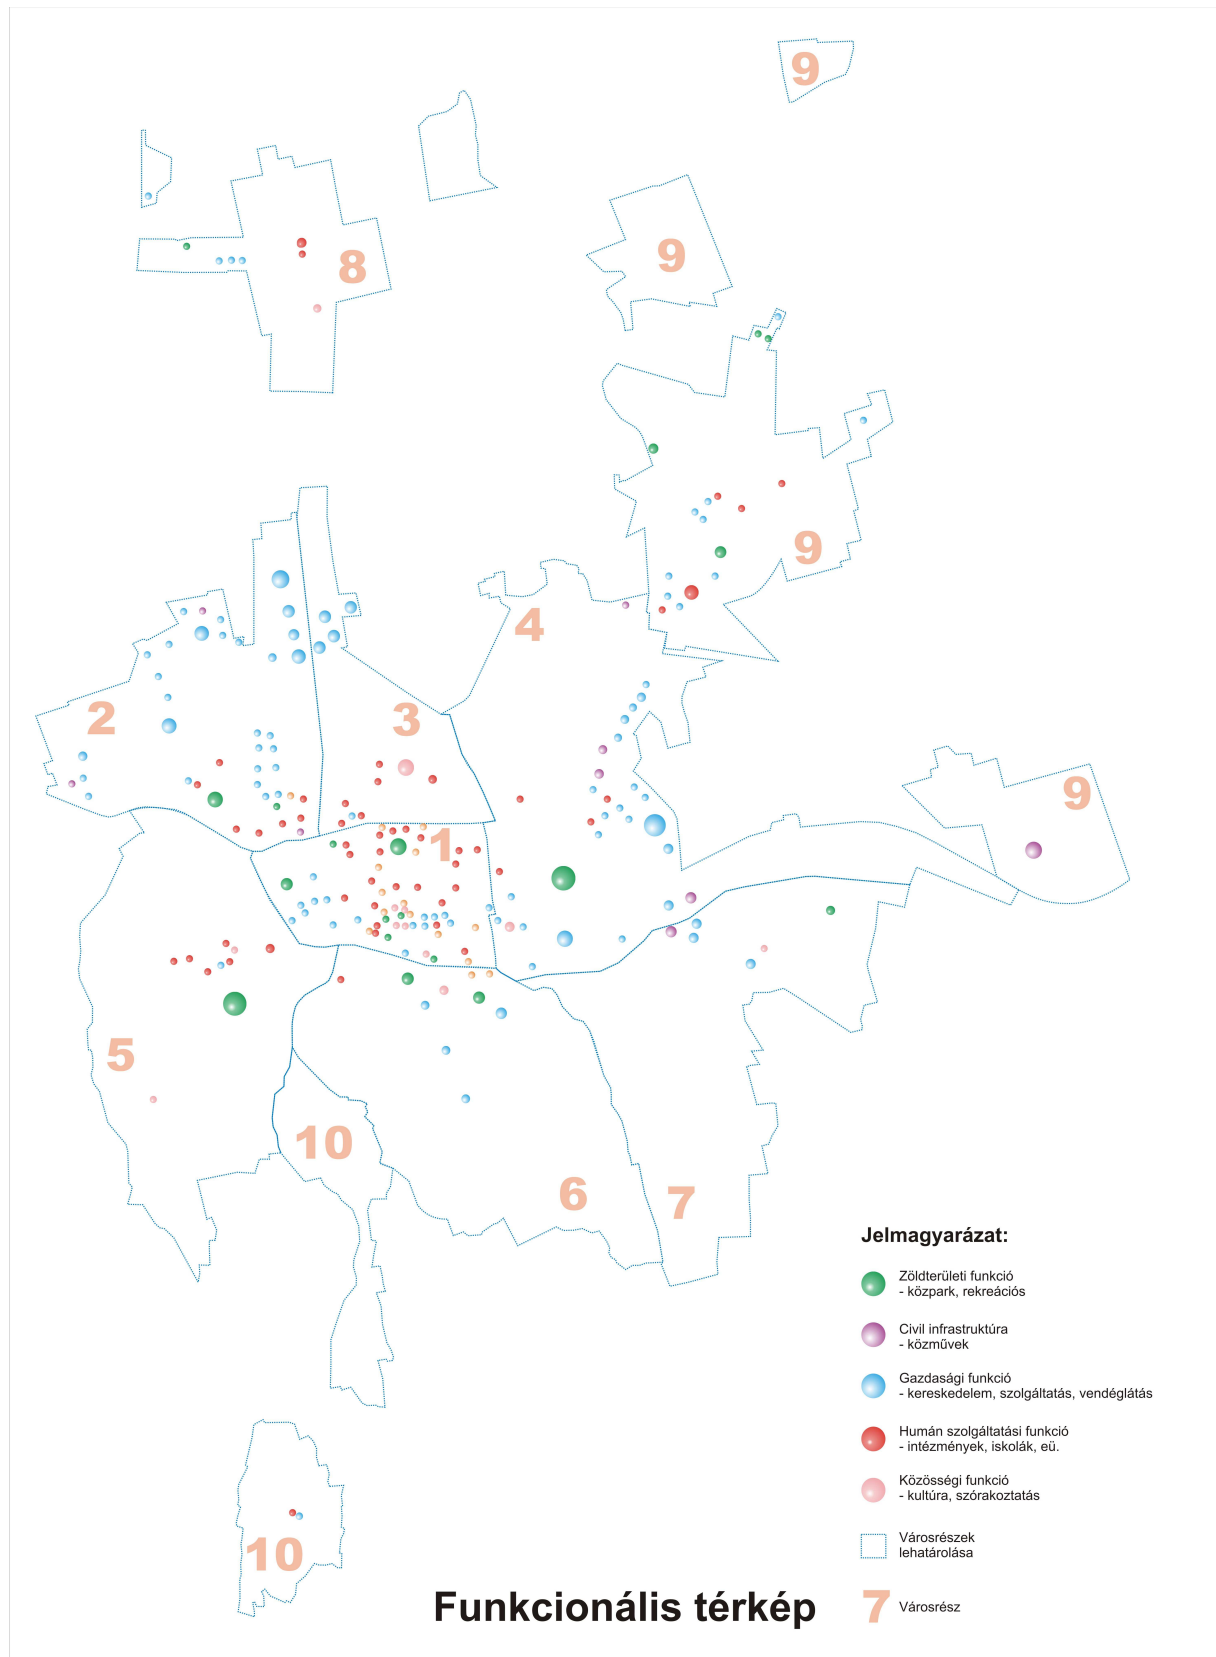 9
8
9
9
4
2
3
9
1
5
10
6
7
Jelmagyarázat:
Zöldterületi funkció
- közpark, rekreációs
Civil infrastruktúra
- közművek
Gazdasági funkció
- kereskedelem, szolgáltatás, vendéglátás
Humán szolgáltatási funkció
- intézmények, iskolák, eü.
Közösségi funkció
- kultúra, szórakoztatás
Városrészek
lehatárolása
10
7 Városrész
Funkcionális térkép